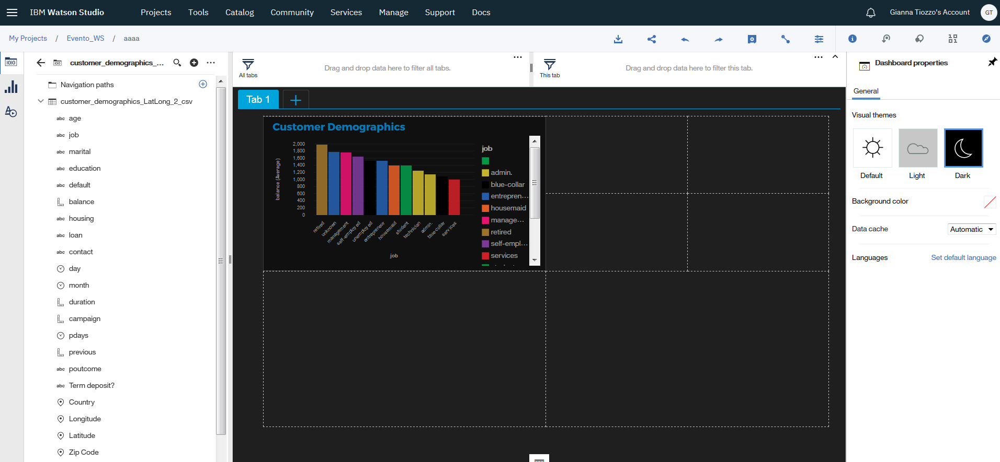 IBM Watson Studio
Projects
Tools
Catalog
Community
Services
Manage
Support
Docs
Gianna Tiozzo's Account
GT
My Projects / Evento_WS / aaaa
customer_demographics_...
Navigation paths
customer_demographics_LatLong_2_csv
abc age
abc job
abc marital
abc education
abc default
balance
abc housing
abc loan
abc contact
day
month
duration
campaign
pdays
previous
abc poutcome
abc Term deposit?
Country
Longitude
Latitude
Zip Code
All tabs
Drag and drop data here to filter all tabs.
This tab
Drag and drop data here to filter this tab.
Tab 1
Customer Demographics
balance (Average)
2,000
1,800
1,600
1,400
1,200
1,000
800
600
400
200
0
retired
unknown
management
self-employed
unemployed
entrepreneur
housemaid
student
technician
admin.
blue-collar
services
job
job
admin.
blue-collar
entrepren...
housemaid
manage...
retired
self-empl...
services
Dashboard properties
General
Visual themes
Default
Light
Dark
Background color
Data cache
Automatic
Languages
Set default language